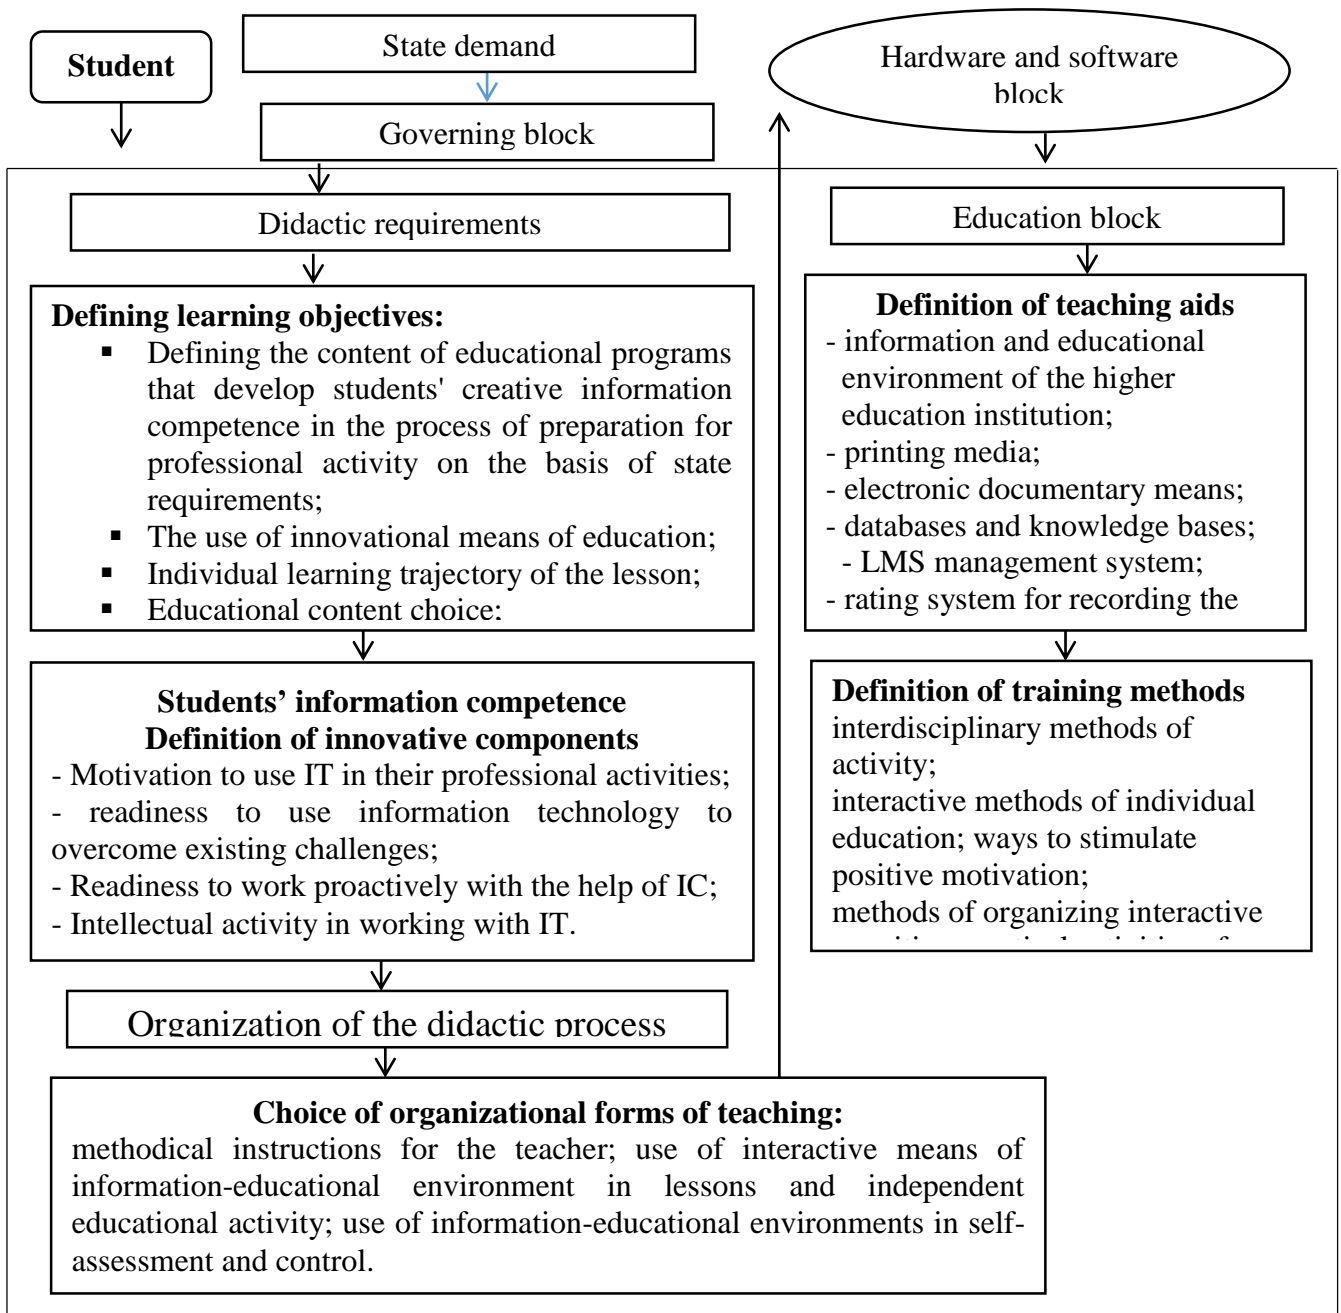 Student
State demand
Governing block
Hardware and software
block
Didactic requirements
Defining learning objectives:
▪ Defining the content of educational programs
that develop students' creative information
competence in the process of preparation for
professional activity on the basis of state
requirements;
▪ The use of innovational means of education;
▪ Individual learning trajectory of the lesson;
▪ Educational content choice;
Students’ information competence
Definition of innovative components
- Motivation to use IT in their professional activities;
- readiness to use information technology to
overcome existing challenges;
- Readiness to work proactively with the help of IC;
- Intellectual activity in working with IT.
Organization of the didactic process
Choice of organizational forms of teaching:
methodical instructions for the teacher; use of interactive means of
information-educational environment in lessons and independent
educational activity; use of information-educational environments in self-
assessment and control.
Education block
Definition of teaching aids
- information and educational
environment of the higher
education institution;
- printing media;
- electronic documentary means;
- databases and knowledge bases;
- LMS management system;
- rating system for recording the
Definition of training methods
interdisciplinary methods of
activity;
interactive methods of individual
education; ways to stimulate
positive motivation;
methods of organizing interactive